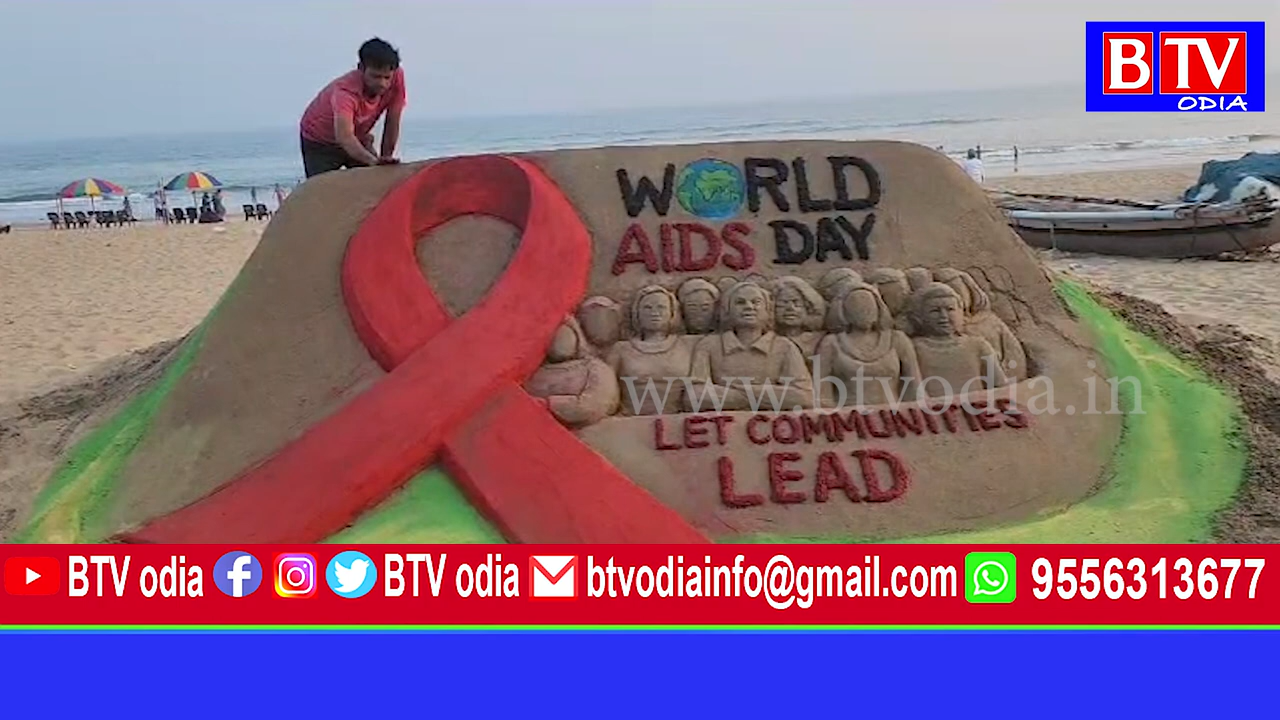 BTV
ODIA
WORLD
AIDS DAY
www.btvodia.in
LET COMMUNITIES
LEAD
BTV odia BTV odia btvodiainfo@gmail.com 9556313677